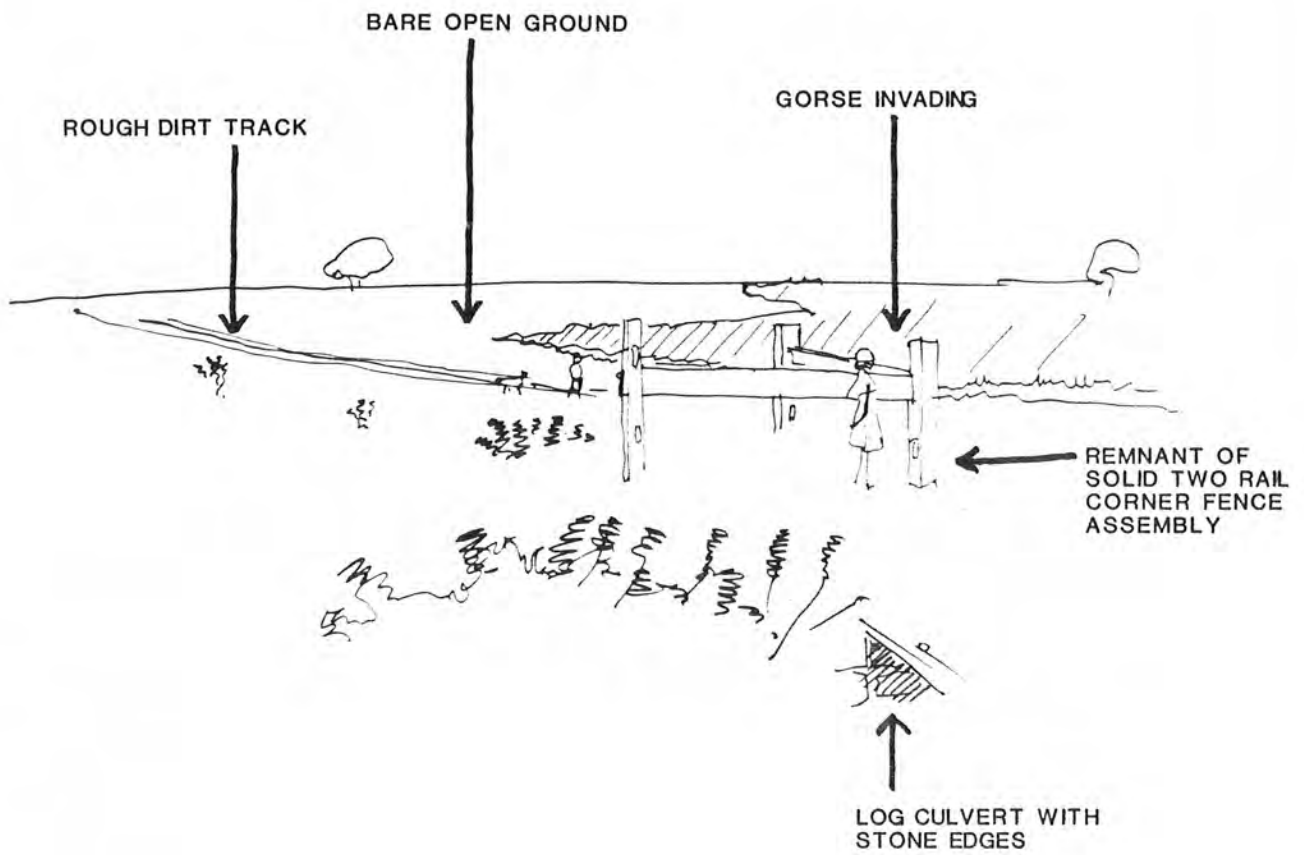 BARE OPEN GROUND
GORSE INVADING
ROUGH DIRT TRACK
REMNANT OF
SOLID TWO RAIL
CORNER FENCE
ASSEMBLY
LOG CULVERT WITH
STONE EDGES